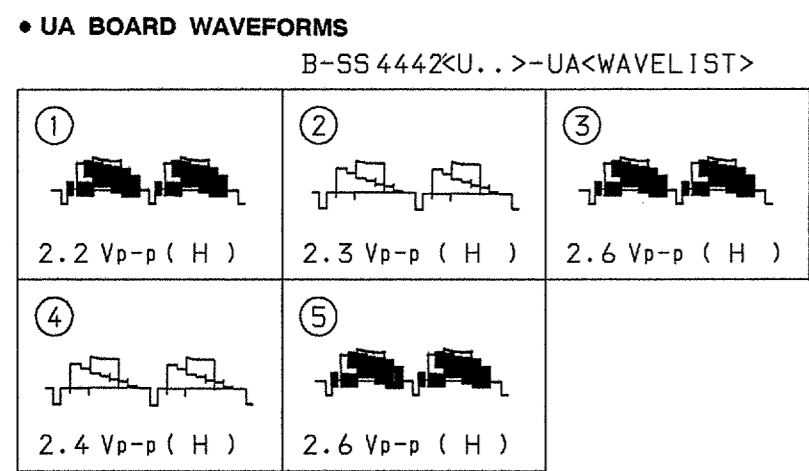 • UA BOARD WAVEFORMS
B-SS4442<U..>-UA<WAVELIST>
① ② ③
2.2 Vp-p ( H ) 2.3 Vp-p ( H ) 2.6 Vp-p ( H )
④ ⑤
2.4 Vp-p ( H ) 2.6 Vp-p ( H )